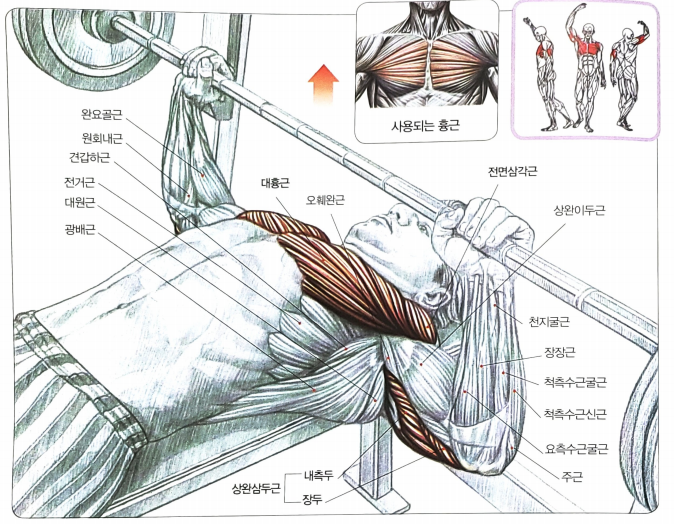 사용되는 흉근
완요골근
원회내근
견갑하근
전거근
대원근
광배근
대흉근
오훼완근
전면삼각근
상완이두근
천지굴근
장장근
척측수근굴근
척측수근신근
요측수근굴근
주근
상완삼두근
내측두
장두